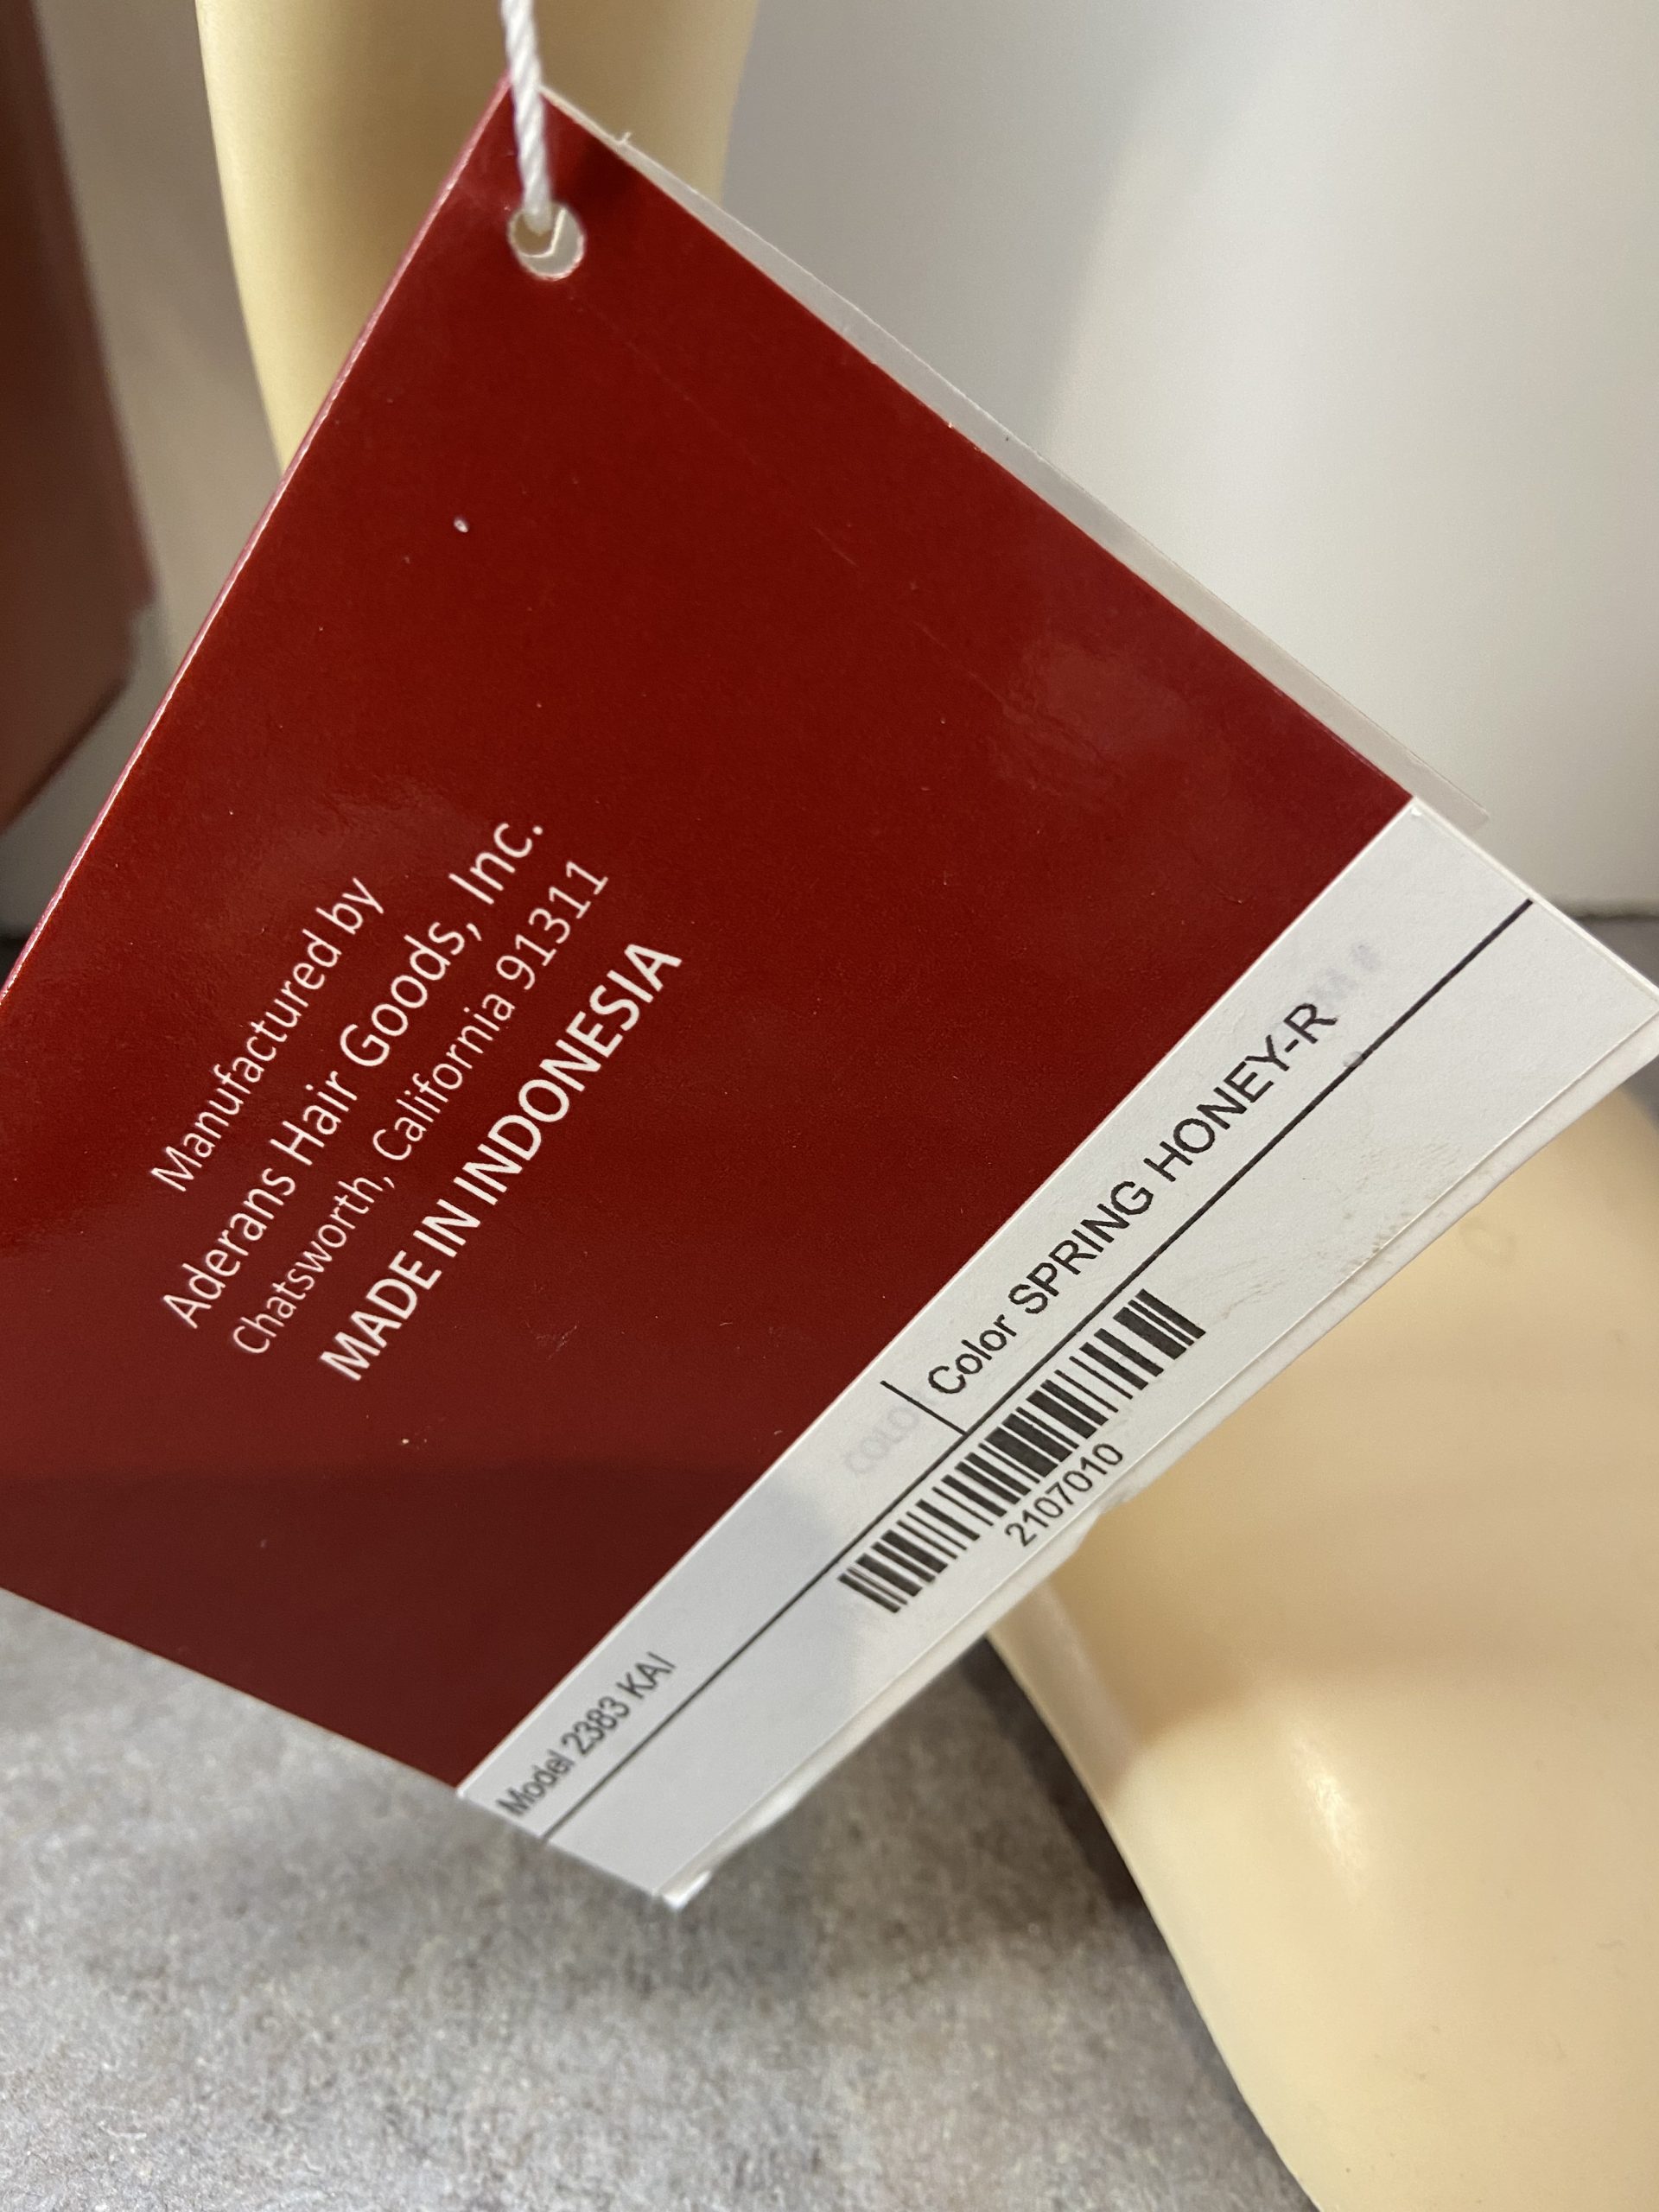 Manufactured by
Aderans Hair Goods, Inc.
Chatsworth, California 91311
MADE IN INDONESIA
Model 2383 KAI
Color SPRING HONEY-R
2107010